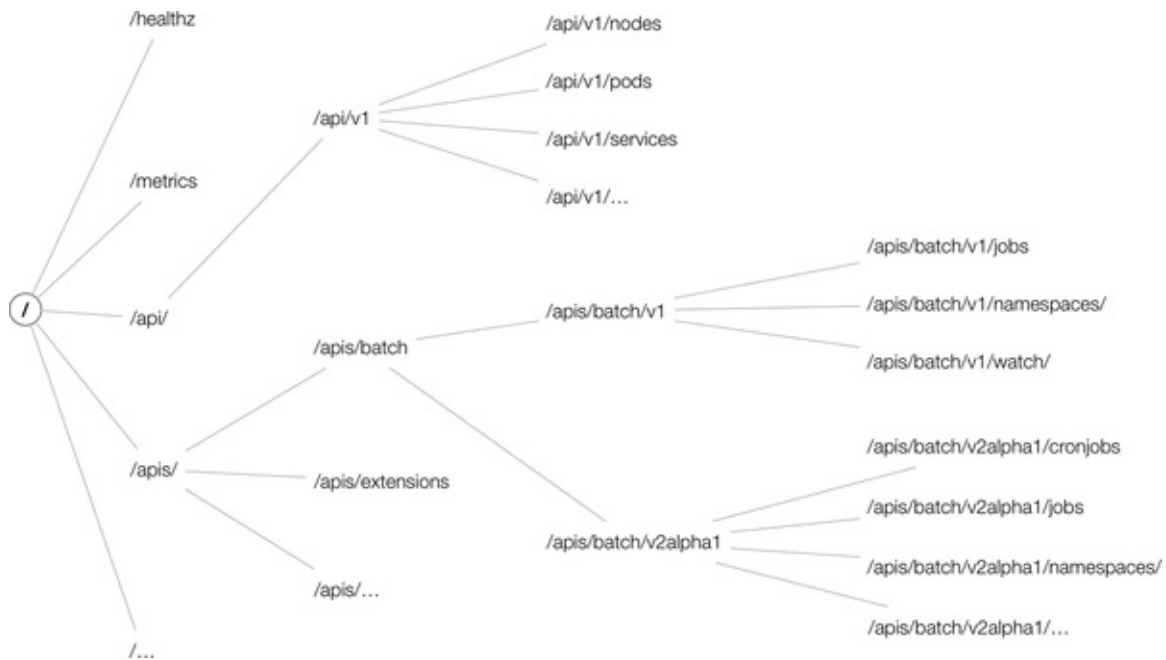 /healthz
/metrics
/
/api/
/apis/
/…
/api/v1
/apis/batch
/apis/extensions
/apis/…
/api/v1/nodes
/api/v1/pods
/api/v1/services
/api/v1/…
/apis/batch/v1
/apis/batch/v2alpha1
/apis/batch/v1/jobs
/apis/batch/v1/namespaces/
/apis/batch/v1/watch/
/apis/batch/v2alpha1/cronjobs
/apis/batch/v2alpha1/jobs
/apis/batch/v2alpha1/namespaces/
/apis/batch/v2alpha1/…